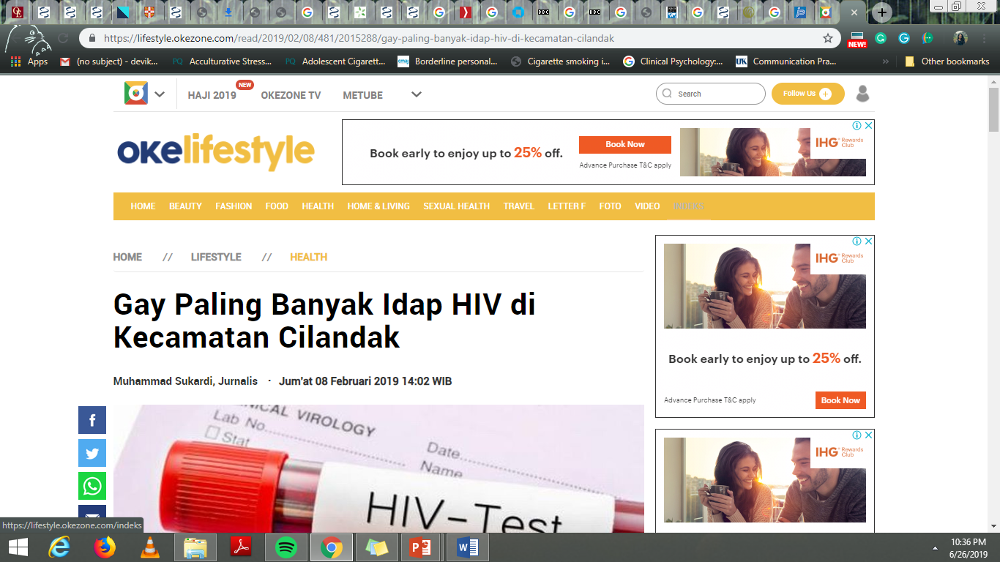 BBC
BBC
https://lifestyle.okezone.com/read/2019/02/08/481/2015288/gay-paling-banyak-idap-hiv-di-kecamatan-cilandak
NEW!
Apps
(no subject) - devik...
PQ Acculturative Stress...
PQ Adolescent Cigarett...
cmaj Borderline personal...
Cigarette smoking i...
Clinical Psychology:...
UK Communication Pra...
»
Other bookmarks
HAJI 2019 NEW
OKEZONE TV
METUBE
Search
Follow Us +
okelifestyle
Book early to enjoy up to 25% off.
Book Now
Advance Purchase T&C apply
IHG Rewards Club
HOME BEAUTY FASHION FOOD HEALTH HOME & LIVING SEXUAL HEALTH TRAVEL LETTER F FOTO VIDEO INDEKS
HOME // LIFESTYLE // HEALTH
Gay Paling Banyak Idap HIV di
Kecamatan Cilandak
Muhammad Sukardi, Jurnalis · Jum'at 08 Februari 2019 14:02 WIB
NICAL VIROLOGY
Lab No.
Stat
Date
Name
HIV-Test
IHG Rewards Club
Book early to enjoy up to 25% off.
Advance Purchase T&C apply
Book Now
IHG Rewards Club
https://lifestyle.okezone.com/indeks
10:36 PM
6/26/2019